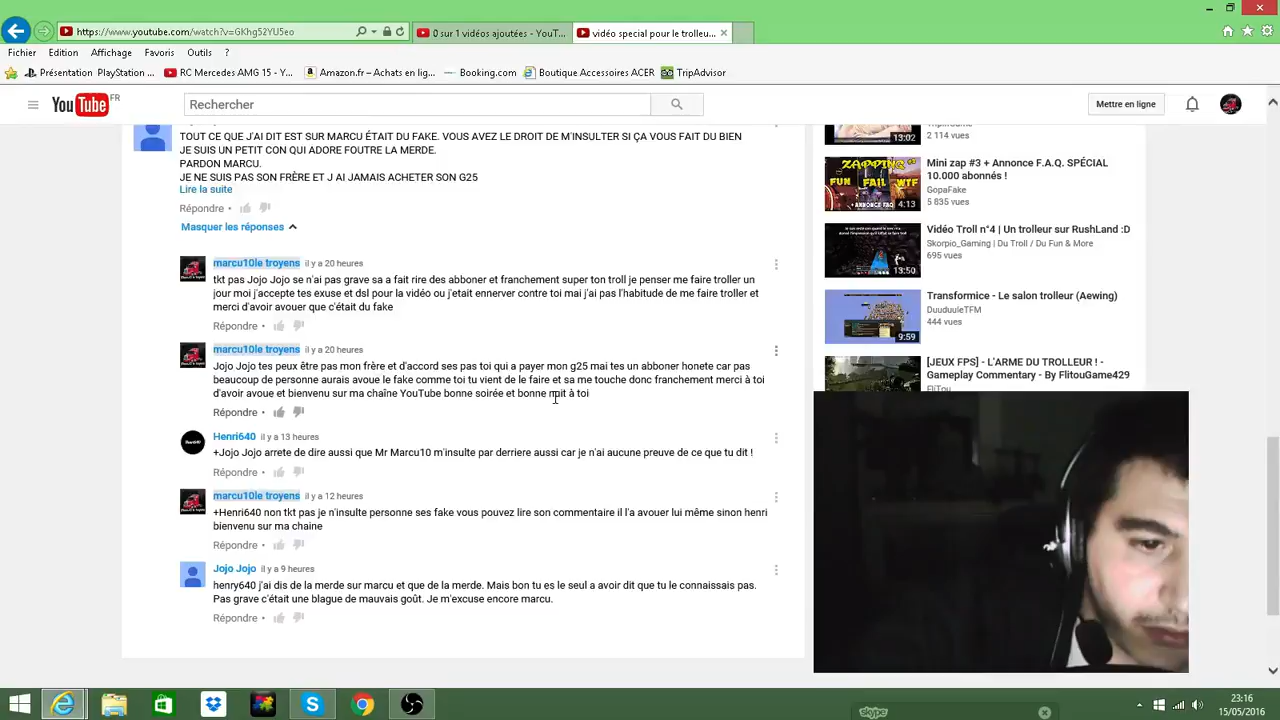 https://www.youtube.com/watch?v=GKhg52YU5eo
0 sur 1 vidéos ajoutées - YouT...
vidéo special pour le trolleu...
Fichier Edition Affichage Favoris Outils ?
Présentation PlayStation ...
RC Mercedes AMG 15 - Y...
Amazon.fr – Achats en lig...
Booking.com
Boutique Accessoires ACER
TripAdvisor
YouTube FR
Rechercher
Mettre en ligne
TOUT CE QU J'AI DIT EST SUR MARCU ÉTAIT DU FAKE. VOUS AVEZ LE DROIT DE M'INSULTER SI ÇA VOUS FAIT DU BIEN
JE SUIS UN PETIT CON QUI ADORE FOUTRE LA MERDE.
PARDON MARCU.
JE NE SUIS PAS SON FRÈRE ET J AI JAMAIS ACHETER SON G25
Lire la suite
Répondre •
Masquer les réponses
marcu10le troyens il y a 20 heures
tkt pas Jojo Jojo se n'ai pas grave sa a fait rire des abboner et franchement super ton troll je penser me faire troller un
jour moi j'accepte tes exuse et dsl pour la vidéo ou j'etait ennerver contre toi mai j'ai pas l'habitude de me faire troller et
merci d'avoir avouer que c'était du fake
Répondre •
marcu10le troyens il y a 20 heures
Jojo Jojo tes peux être pas mon frère et d'accord ses pas toi qui a payer mon g25 mai tes un abboner honete car pas
beaucoup de personne aurais avoue le fake comme toi tu vient de le faire et sa me touche donc franchement merci à toi
d'avoir avoue et bienvenu sur ma chaîne YouTube bonne soirée et bonne nuit à toi
Répondre •
Henri640 il y a 13 heures
+Jojo Jojo arrete de dire aussi que Mr Marcu10 m'insulte par derriere aussi car je n'ai aucune preuve de ce que tu dit !
Répondre •
marcu10le troyens il y a 12 heures
+Henri640 non tkt pas je n'insulte personne ses fake vous pouvez lire son commentaire il l'a avouer lui même sinon henri
bienvenu sur ma chaine
Répondre •
Jojo Jojo il y a 9 heures
henry640 j'ai dis de la merde sur marcu et que de la merde. Mais bon tu es le seul a avoir dit que tu le connaissais pas.
Pas grave c'était une blague de mauvais goût. Je m'excuse encore marcu.
Répondre •
13:02
2 114 vues
ZAPPING
FUN FAIL WTF
4:13
Mini zap #3 + Annonce F.A.Q. SPÉCIAL
10.000 abonnés !
GopaFake
5 835 vues
13:50
Vidéo Troll n°4 | Un trolleur sur RushLand :D
Skorpio_Gaming | Du Troll / Du Fun & More
695 vues
9:59
Transformice - Le salon trolleur (Aewing)
DuuduuleTFM
444 vues
[JEUX FPS] - L'ARME DU TROLLEUR ! -
Gameplay Commentary - By FlitouGame429
skype
23:16
15/05/2016